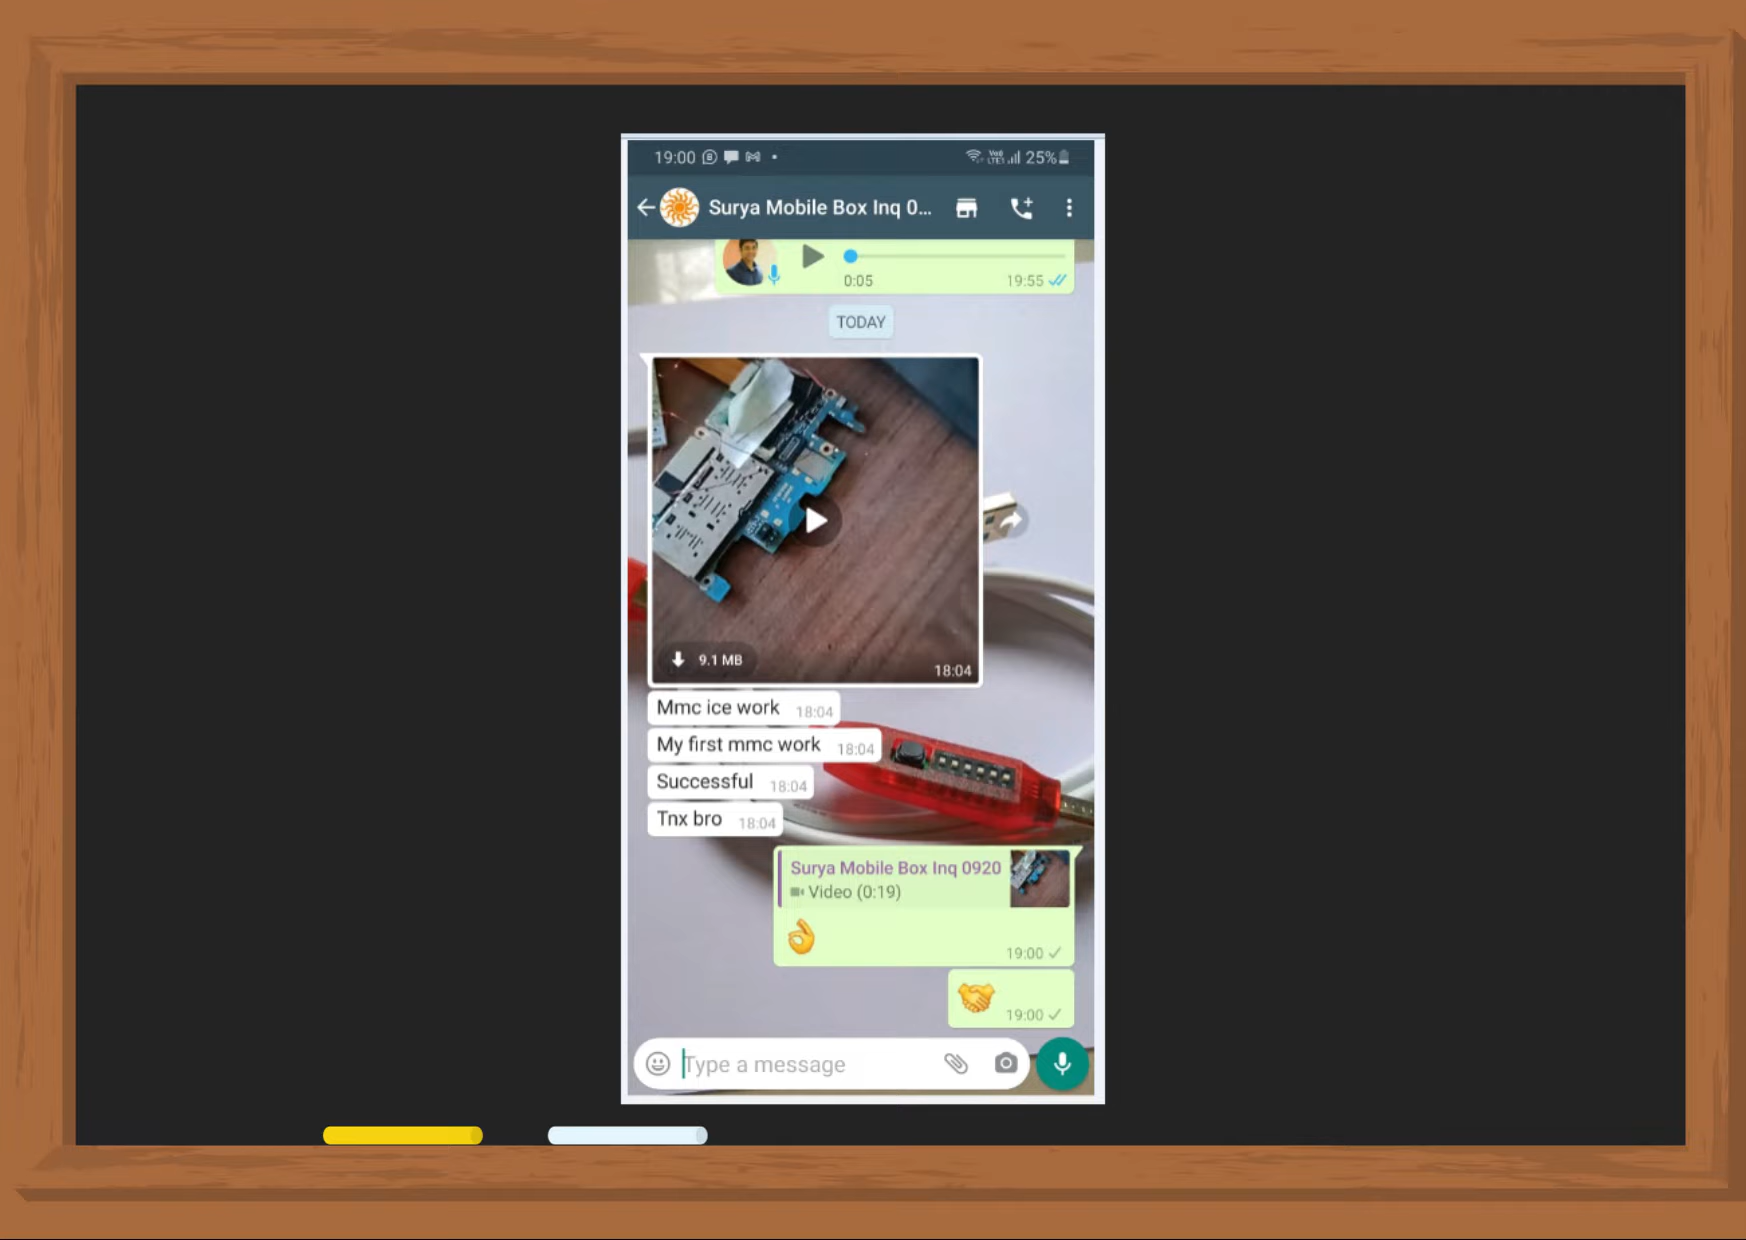 19:00
VoB
LTE1
25%
Surya Mobile Box Inq 0...
0:05
19:55
TODAY
9.1 MB
18:04
Mmc ice work 18:04
My first mmc work 18:04
Successful 18:04
Tnx bro 18:04
Surya Mobile Box Inq 0920
Video (0:19)
19:00
19:00
Type a message